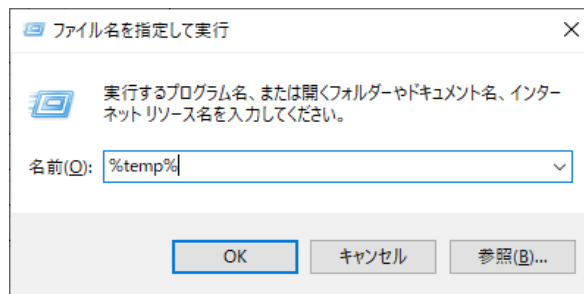 ファイル名を指定して実行
実行するプログラム名、または開くフォルダーやドキュメント名、インター
ネット リソース名を入力してください。
名前(O): %temp%
OK キャンセル 参照(B)...